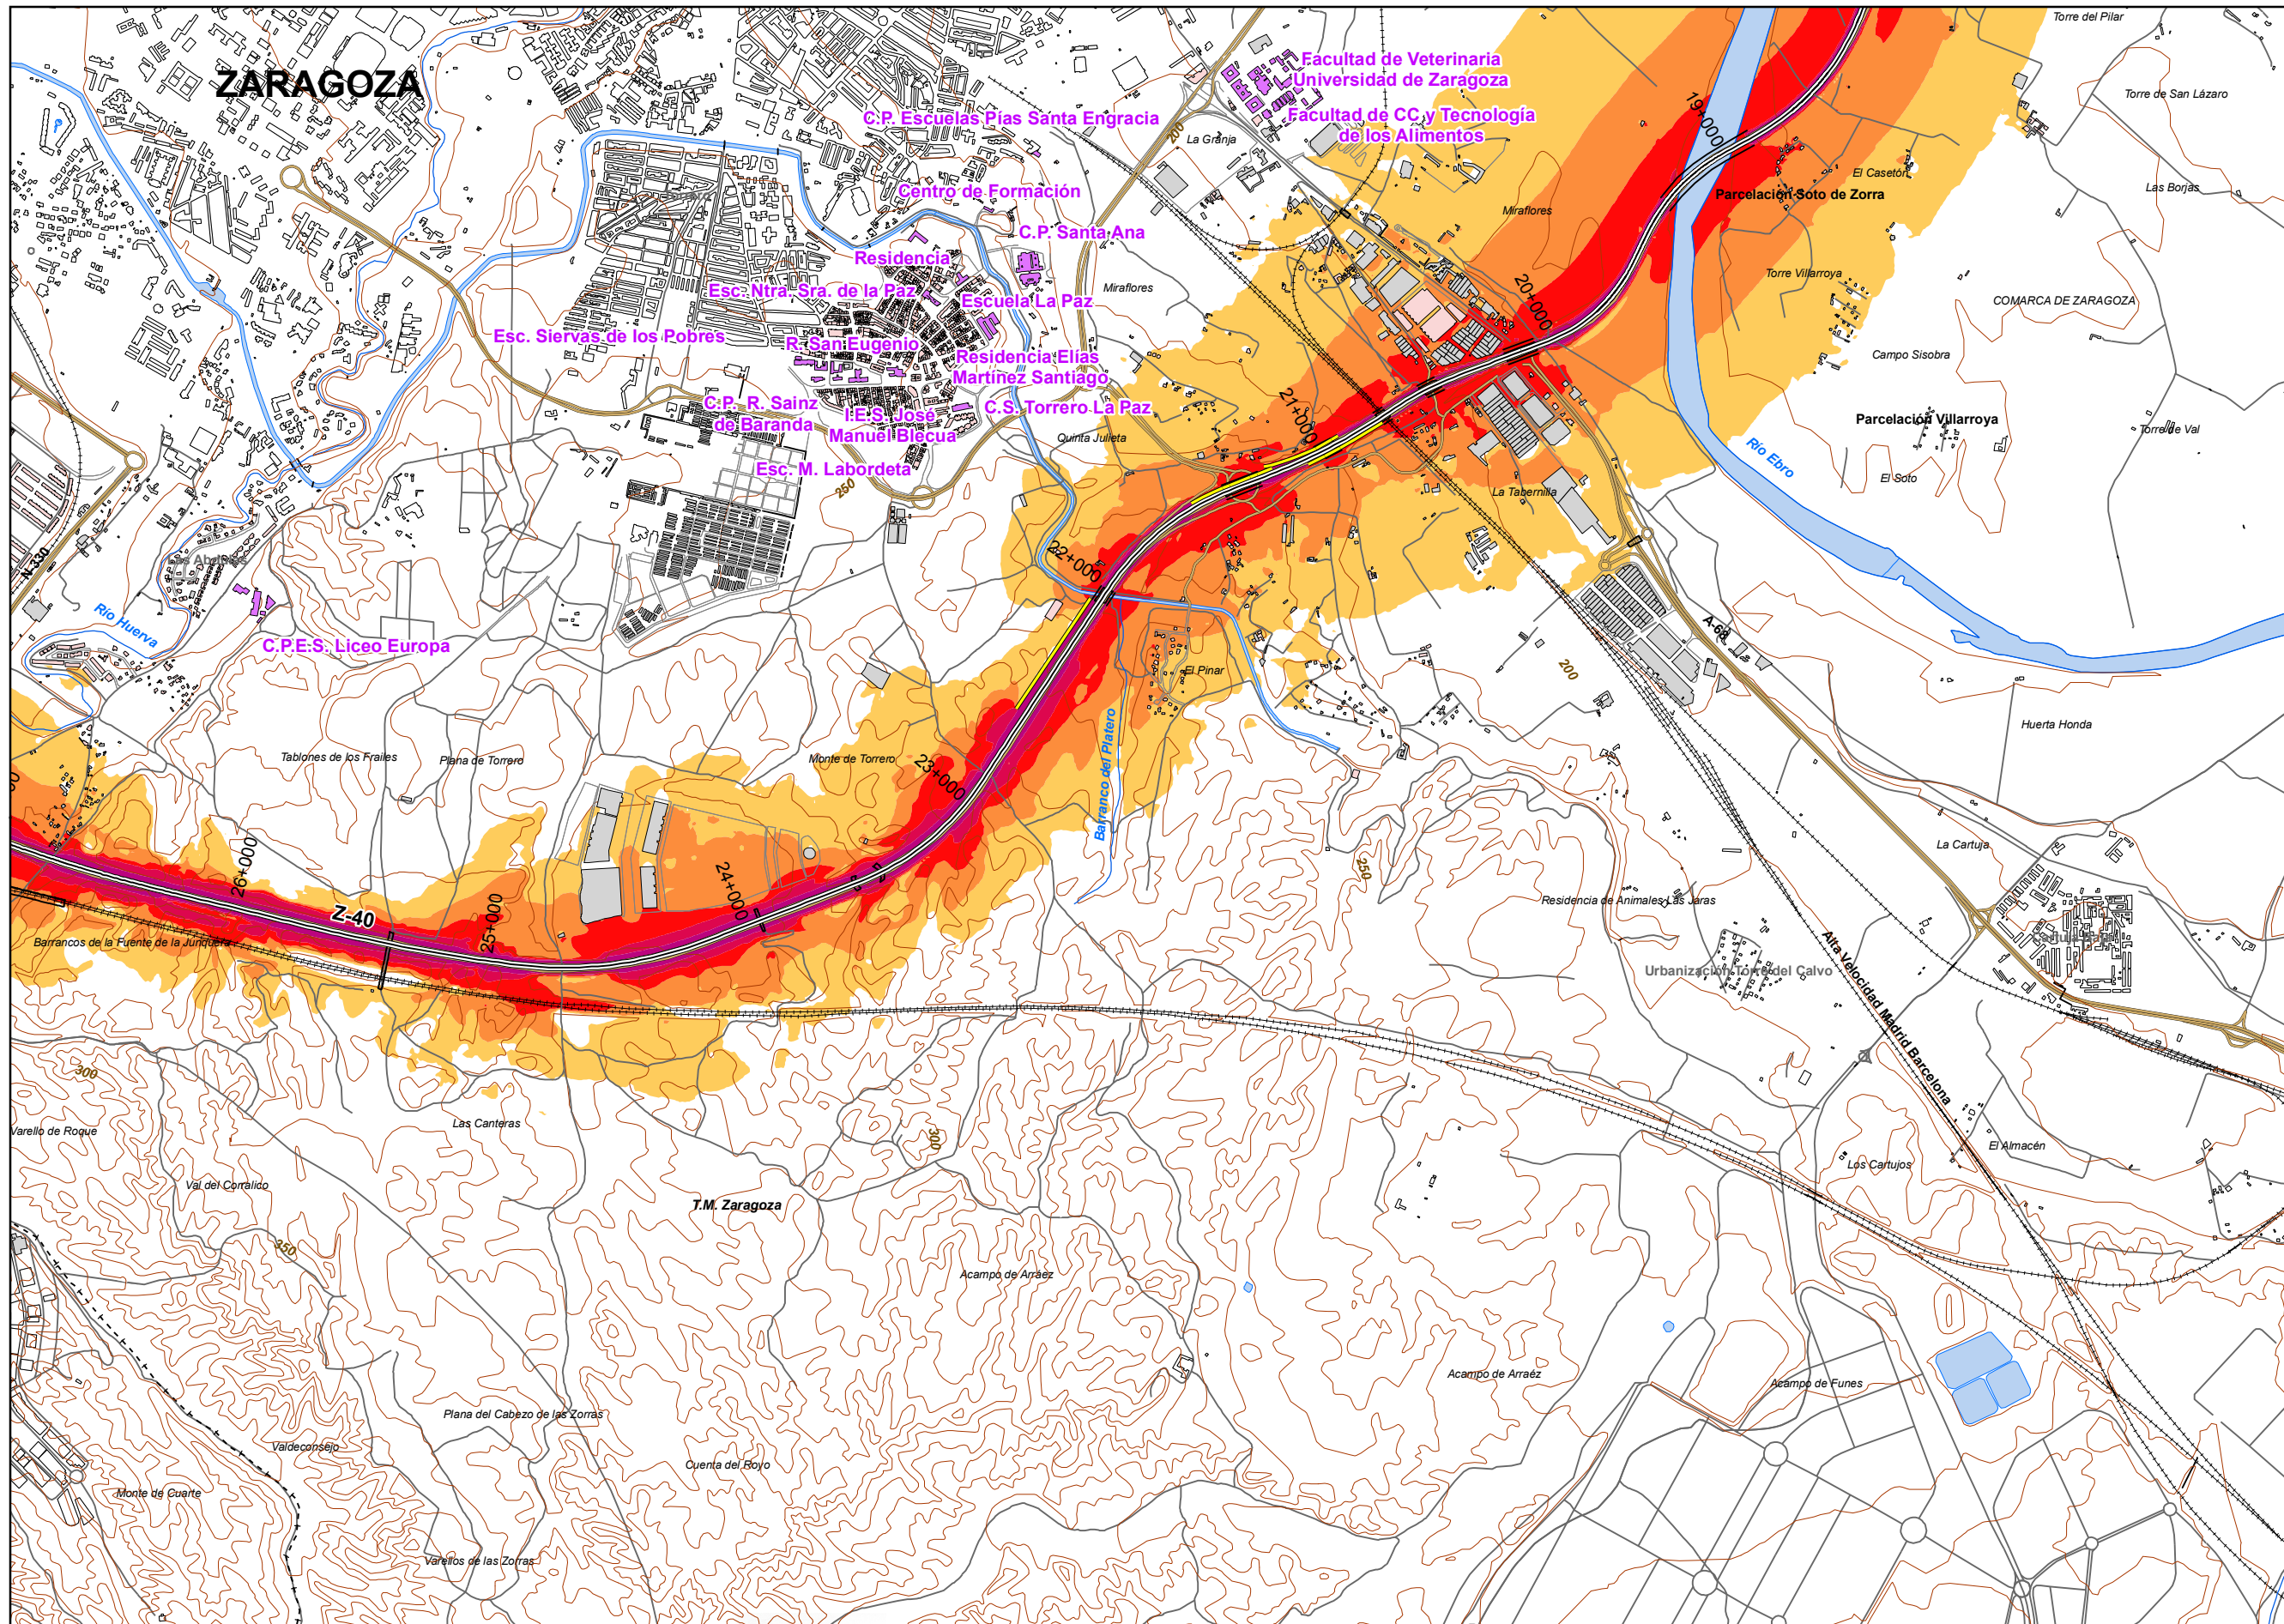 Torre del Pilar
ZARAGOZA
Facultad de Veterinaria
Universidad de Zaragoza
Torre de San Lázaro
19+000
C.P. Escuelas Pías Santa Engracia
Facultad de CC y Tecnología
de los Alimentos
200
La Granja
El Casetón
Las Borjas
Centro de Formación
Parcelación Soto de Zorra
Miraflores
C.P. Santa Ana
Residencia
Torre Villarroya
Esc. Ntra. Sra. de la Paz
Miraflores
Escuela La Paz
20+000
COMARCA DE ZARAGOZA
Esc. Siervas de los Pobres
R. San Eugenio
Residencia Elías
Martínez Santiago
Campo Sisobra
C.P. R. Sainz
de Baranda
I.E.S. José
Manuel Blecua
C.S. Torrero La Paz
21+000
Parcelación Villarroya
Torre de Val
Quinta Julieta
Río Ebro
Esc. M. Labordeta
250
El Soto
La Tabernilla
N-330
22+000
Río Huerva
A-68
C.P.E.S. Liceo Europa
El Pinar
200
Huerta Honda
Tablones de los Frailes
Plana de Torrero
Monte de Torrero
Barranco del Platero
23+000
La Cartuja
26+000
24+000
250
Residencia de Animales Las Jaras
Z-40
25+000
Barrancos de la Fuente de la Junquera
Urbanización Torre del Calvo
Alta Velocidad Madrid Barcelona
300
Las Canteras
Varello de Roque
300
El Almacén
Los Cartujos
Val del Corralico
T.M. Zaragoza
350
Acampo de Arráez
Acampo de Arraéz
Acampo de Funes
Plana del Cabezo de las Zorras
Valdeconsejo
Cuenta del Royo
Monte de Cuarte
Varellos de las Zorras